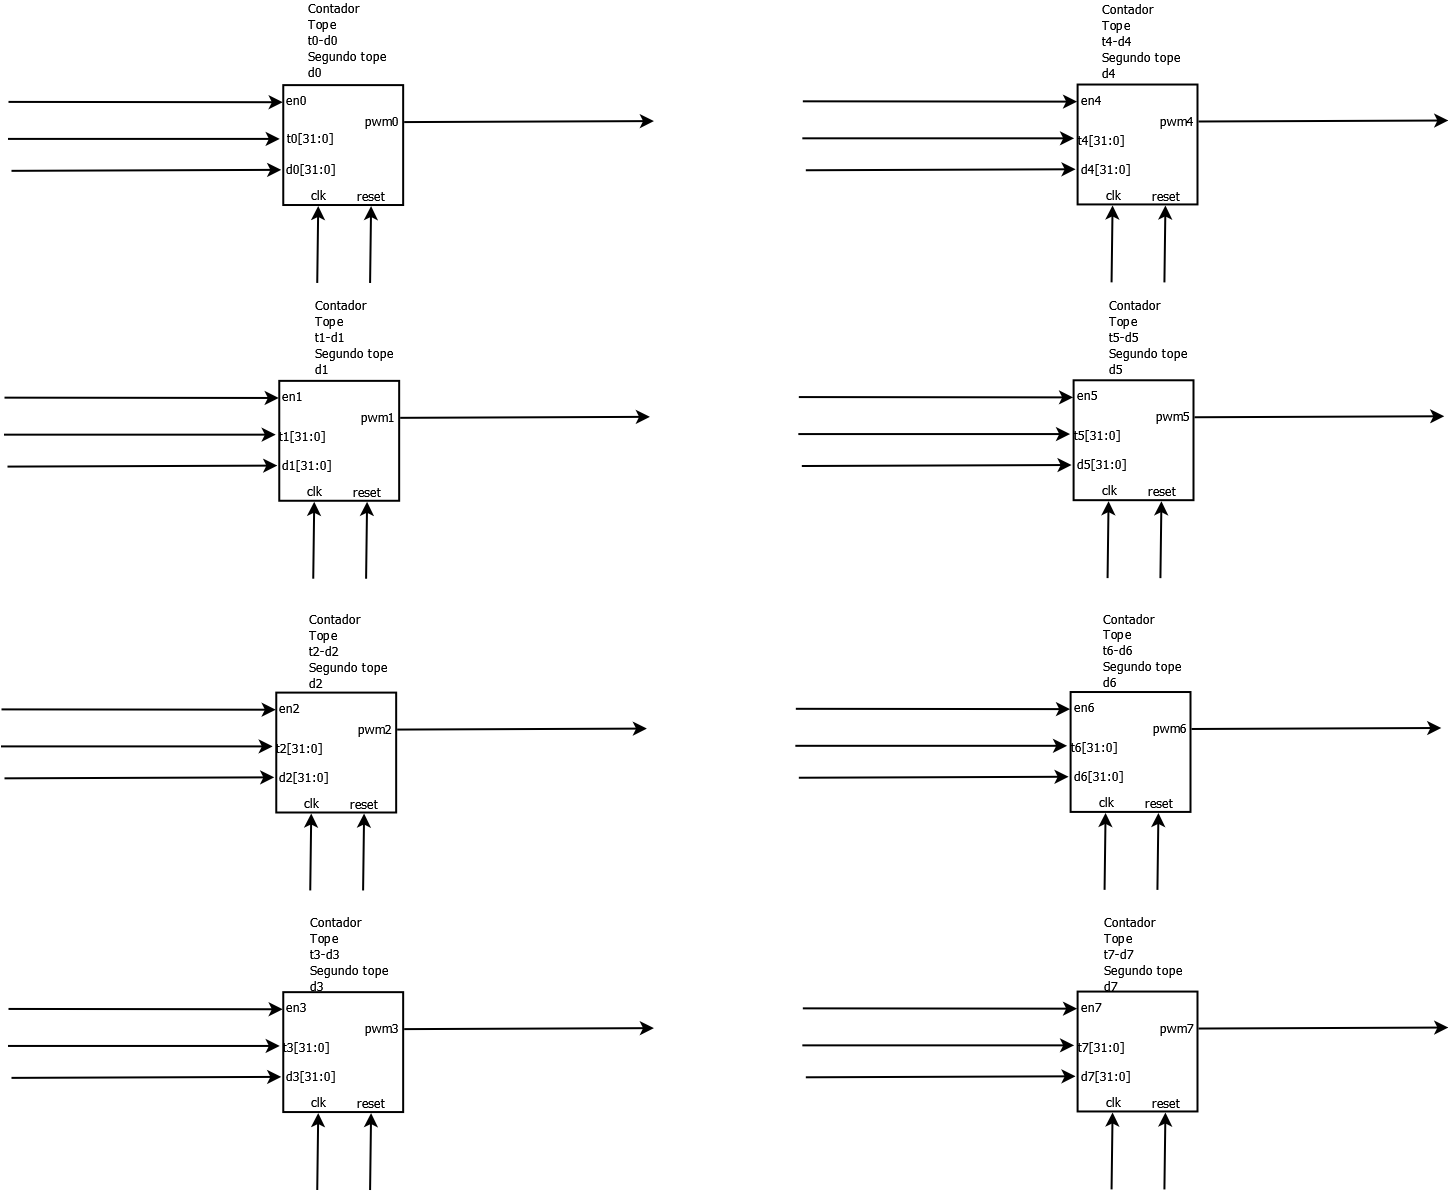 Contador
Tope
t0-d0
Segundo tope
d0
en0
pwm0
t0[31:0]
d0[31:0]
clk reset
Contador
Tope
t4-d4
Segundo tope
d4
en4
pwm4
t4[31:0]
d4[31:0]
clk reset
Contador
Tope
t1-d1
Segundo tope
d1
en1
pwm1
t1[31:0]
d1[31:0]
clk reset
Contador
Tope
t5-d5
Segundo tope
d5
en5
pwm5
t5[31:0]
d5[31:0]
clk reset
Contador
Tope
t2-d2
Segundo tope
d2
en2
pwm2
t2[31:0]
d2[31:0]
clk reset
Contador
Tope
t6-d6
Segundo tope
d6
en6
pwm6
t6[31:0]
d6[31:0]
clk reset
Contador
Tope
t3-d3
Segundo tope
d3
en3
pwm3
t3[31:0]
d3[31:0]
clk reset
Contador
Tope
t7-d7
Segundo tope
d7
en7
pwm7
t7[31:0]
d7[31:0]
clk reset